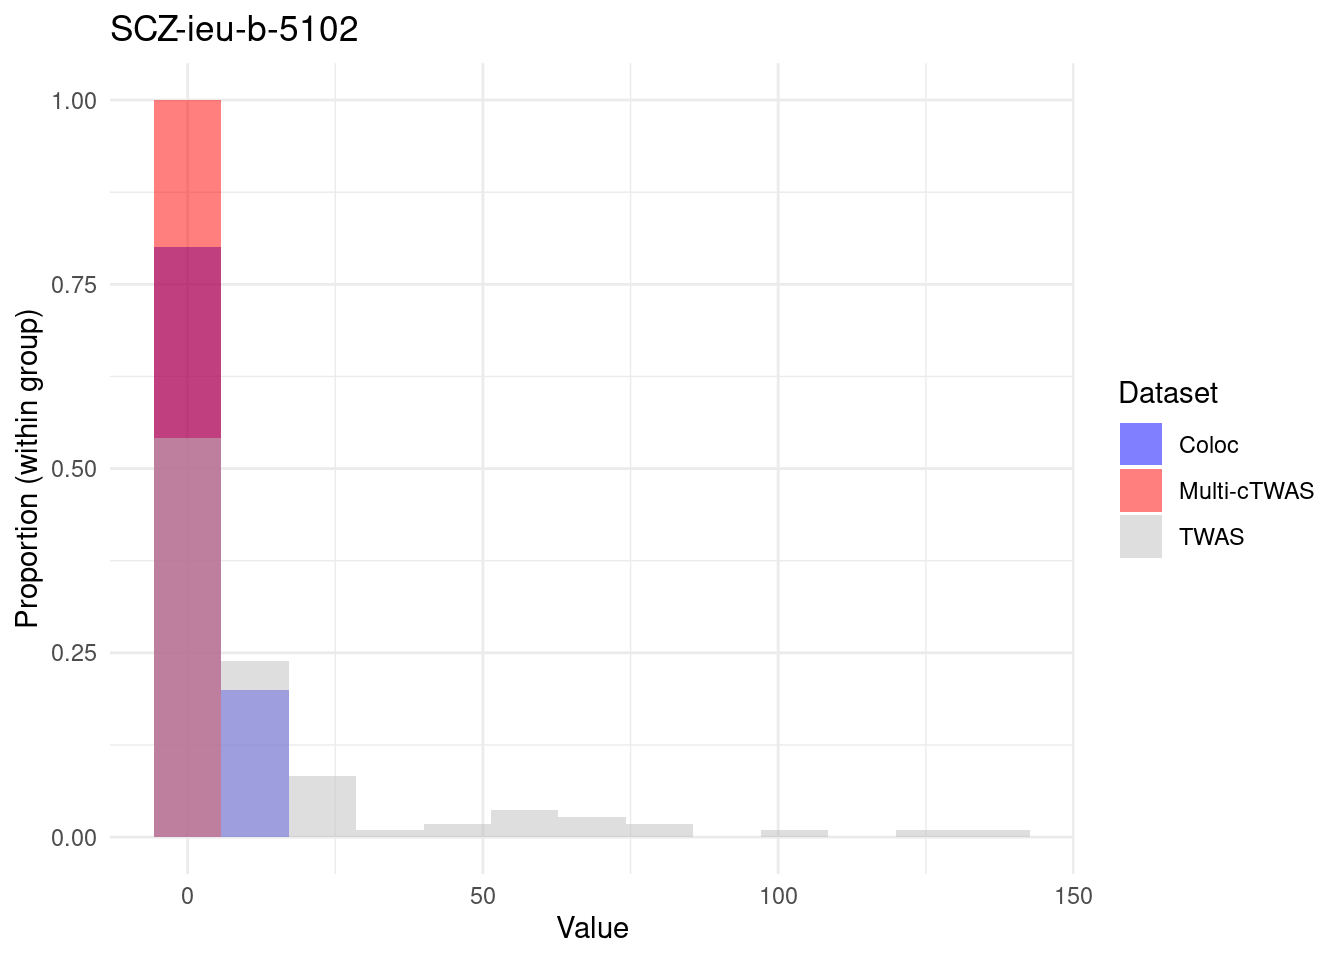 SCZ-ieu-b-5102
1.00
0.75
0.50
0.25
0.00
Proportion (within group)
0 50 100 150
Value
Dataset
Coloc
Multi-cTWAS
TWAS